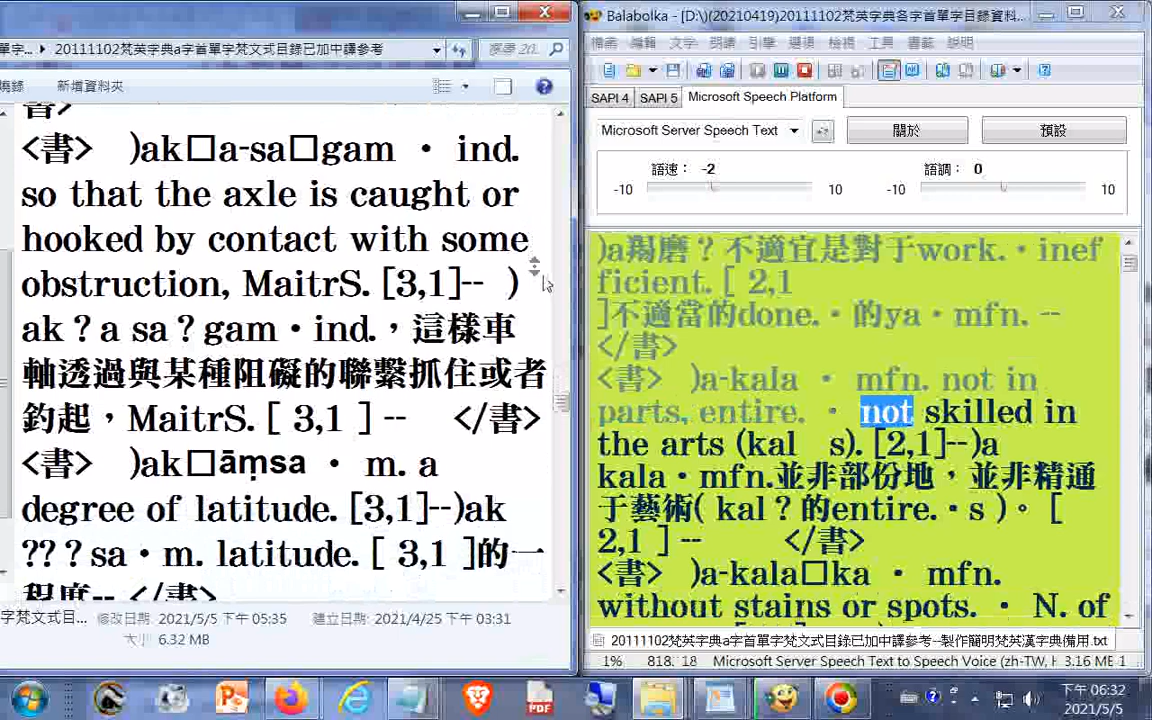 單字... ▸ 20111102梵英字典a字首單字梵文式目錄已加中譯參考
搜尋 20...
燒錄 新增資料夾
書>
<書> )ak□a-sa□gam • ind.
so that the axle is caught or
hooked by contact with some
obstruction, MaitrS. [3,1]-- )
ak？a sa？gam • ind.，這樣車
軸透過與某種阻礙的聯繫抓住或者
鈎起，MaitrS. [ 3,1 ] -- </書>
<書> )ak□āṃsa • m. a
degree of latitude. [3,1]--)ak
??？sa • m. latitude. [ 3,1 ]的一
程度-- </書>
字梵文式目... 修改日期: 2021/5/5 下午 05:35 建立日期: 2021/4/25 下午 03:31
大小: 6.32 MB
Balabolka - [D:\)(20210419)20111102梵英字典各字首單字目錄資料...
檔案 編輯 文字 朗讀 引擎 選項 檢視 工具 書籤 說明
SAPI 4 SAPI 5 Microsoft Speech Platform
Microsoft Server Speech Text 關於 預設
語速： -2 語調： 0
-10 10 -10 10
)a羯磨？不適宜是對于work. • inef
ficient. [ 2,1
]不適當的done. • 的ya • mfn. --
</書>
<書> )a-kala • mfn. not in
parts, entire. • not skilled in
the arts (kal s). [2,1]--)a
kala • mfn.並非部份地，並非精通
于藝術( kal？的entire. • s )。 [
2,1 ] -- </書>
<書> )a-kala□ka • mfn.
without stains or spots. • N. of
20111102梵英字典a字首單字梵文式目錄已加中譯參考--製作簡明梵英漢字典備用.txt
1% 818: 18 Microsoft Server Speech Text to Speech Voice (zh-TW, H 3.16 ME 1
PDF
下午 06:32
2021/5/5